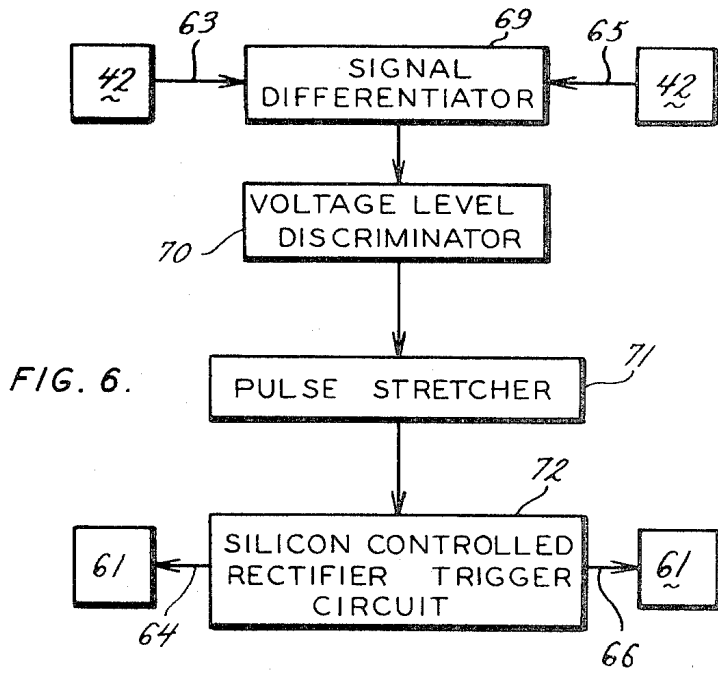 63
69
65
42
SIGNAL
DIFFERENTIATOR
42
VOLTAGE LEVEL
DISCRIMINATOR
70
FIG. 6.
PULSE STRETCHER
71
72
61
SILICON CONTROLLED
RECTIFIER TRIGGER
CIRCUIT
61
64
66